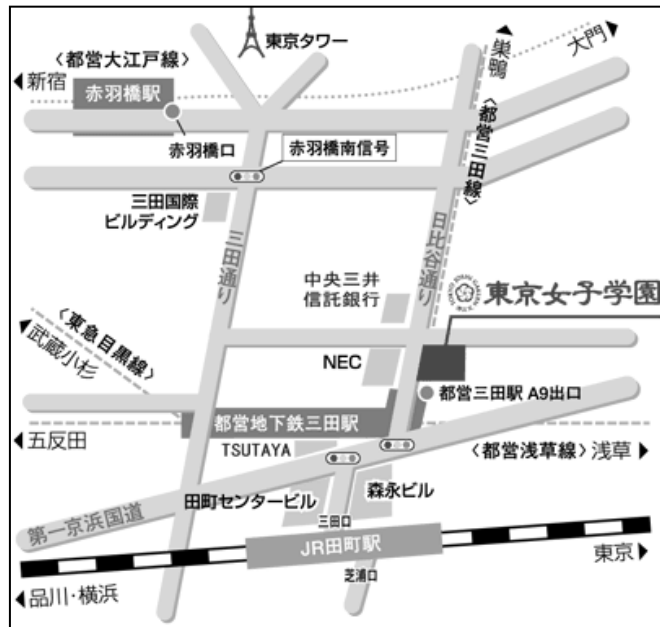 東京タワー
〈都営大江戸線〉
新宿
赤羽橋駅
巣鴨
大門
赤羽橋口
赤羽橋南信号
〈都営三田線〉
三田国際
ビルディング
三田通り
日比谷通り
中央三井
信託銀行
東京女子学園
〈東急目黒線〉
武蔵小杉
NEC
都営三田駅 A9出口
都営地下鉄三田駅
五反田
TSUTAYA
〈都営浅草線〉浅草
田町センタービル
森永ビル
第一京浜国道
三田口
JR田町駅
東京
芝浦口
品川・横浜